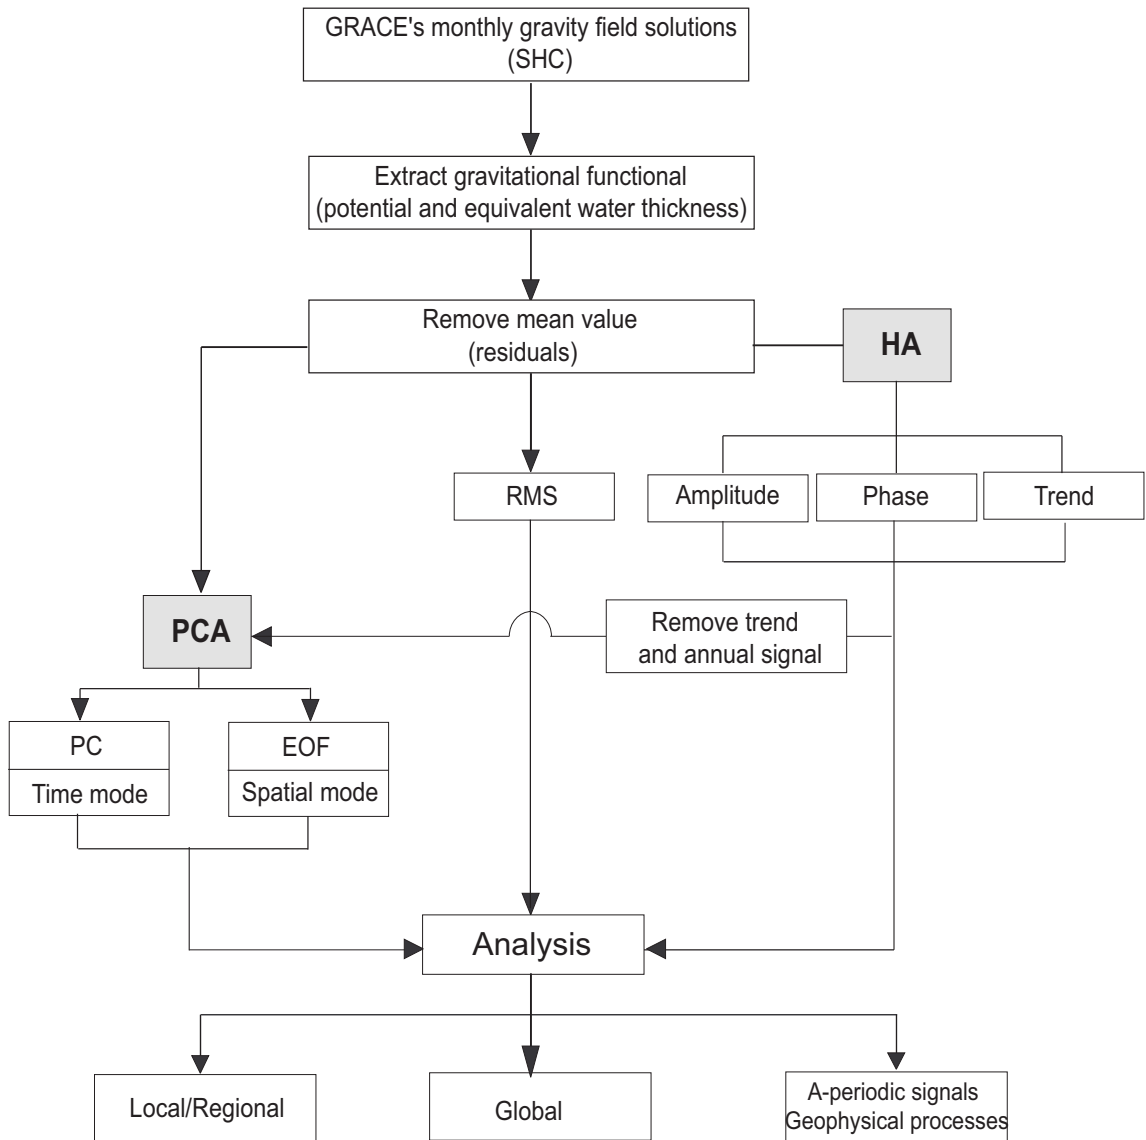 GRACE's monthly gravity field solutions
(SHC)
Extract gravitational functional
(potential and equivalent water thickness)
Remove mean value
(residuals)
HA
RMS
Amplitude
Phase
Trend
PCA
Remove trend
and annual signal
PC
Time mode
EOF
Spatial mode
Analysis
Local/Regional
Global
A-periodic signals
Geophysical processes